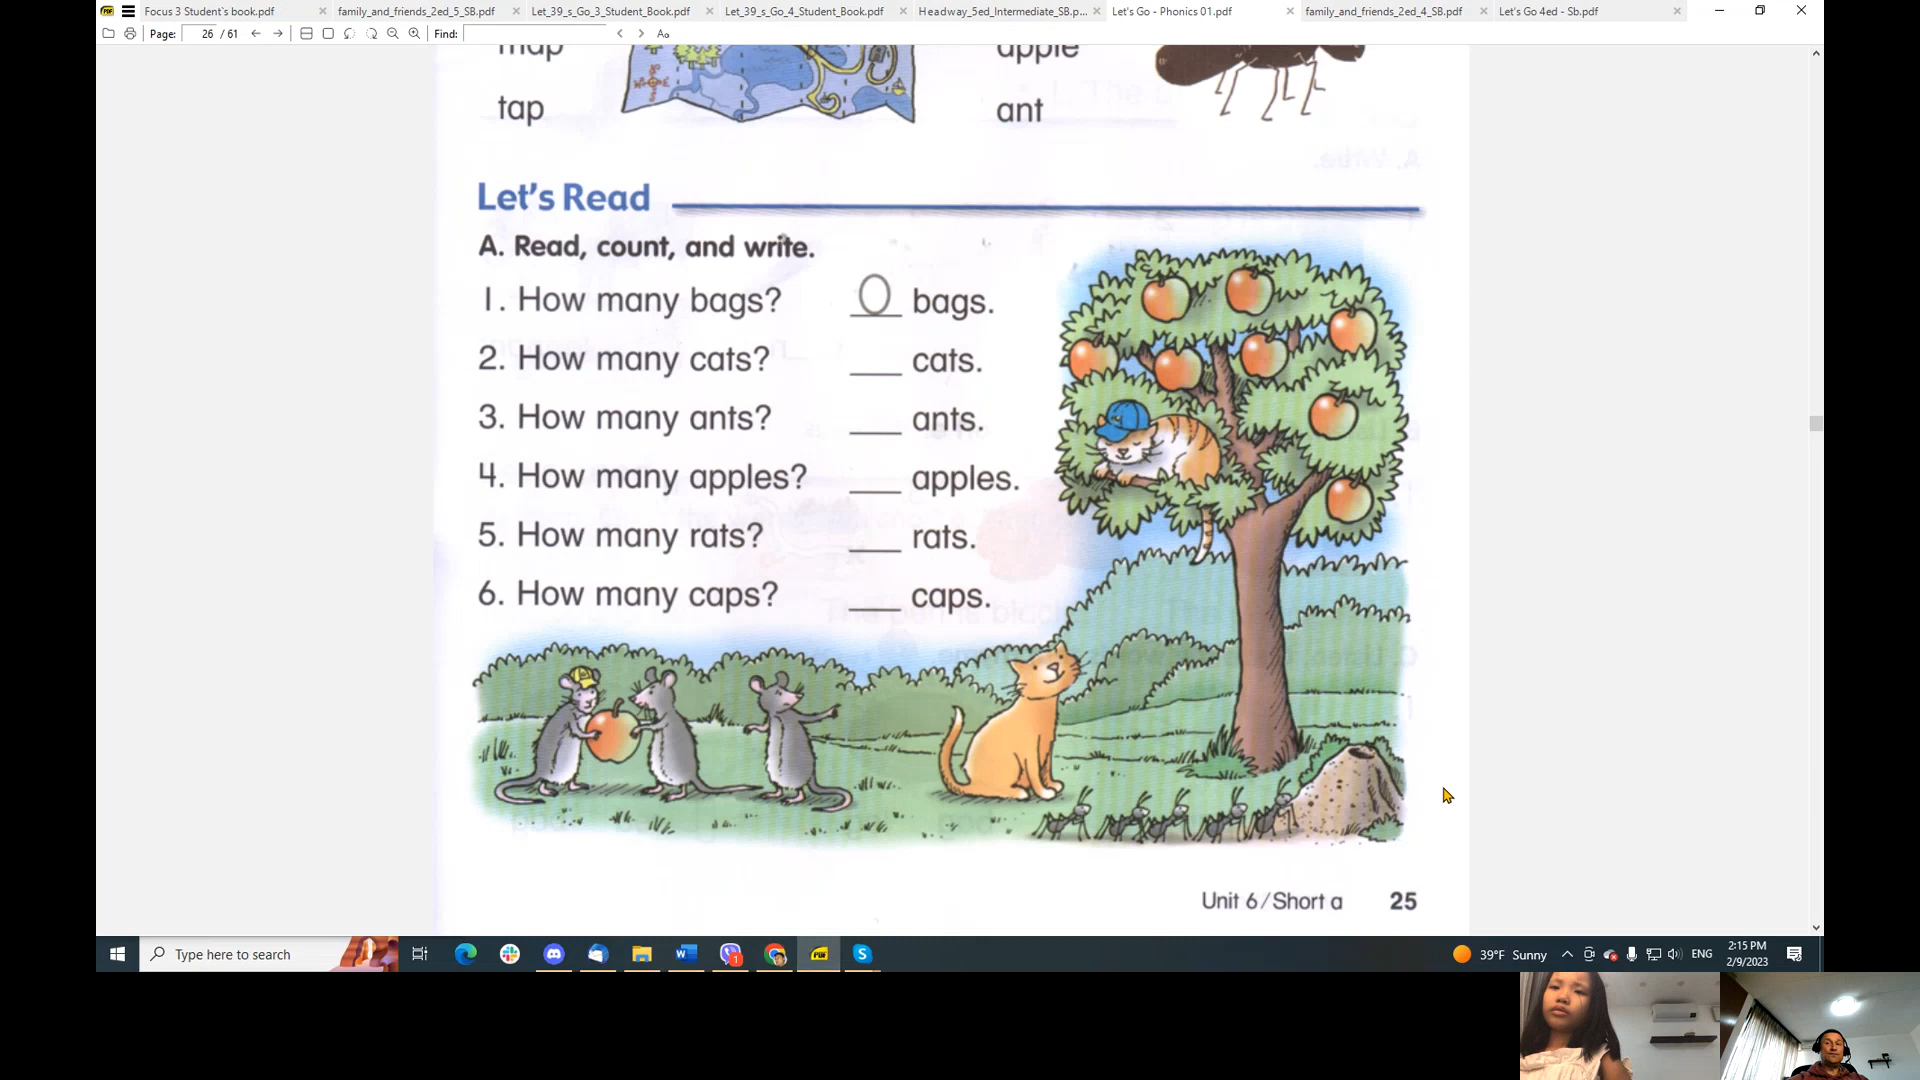 Focus 3 Student`s book.pdf
family_and_friends_2ed_5_SB.pdf
Let_39_s_Go_3_Student_Book.pdf
Let_39_s_Go_4_Student_Book.pdf
Headway_5ed_Intermediate_SB.p...
Let's Go - Phonics 01.pdf
family_and_friends_2ed_4_SB.pdf
Let's Go 4ed - Sb.pdf
Page: 26 / 61
Find:
map
apple
tap
ant
Let's Read
A. Read, count, and write.
1. How many bags? 0 bags.
2. How many cats? ___ cats.
3. How many ants? ___ ants.
4. How many apples? ___ apples.
5. How many rats? ___ rats.
6. How many caps? ___ caps.
Unit 6/Short a 25
Type here to search
39°F Sunny
ENG
2:15 PM
2/9/2023